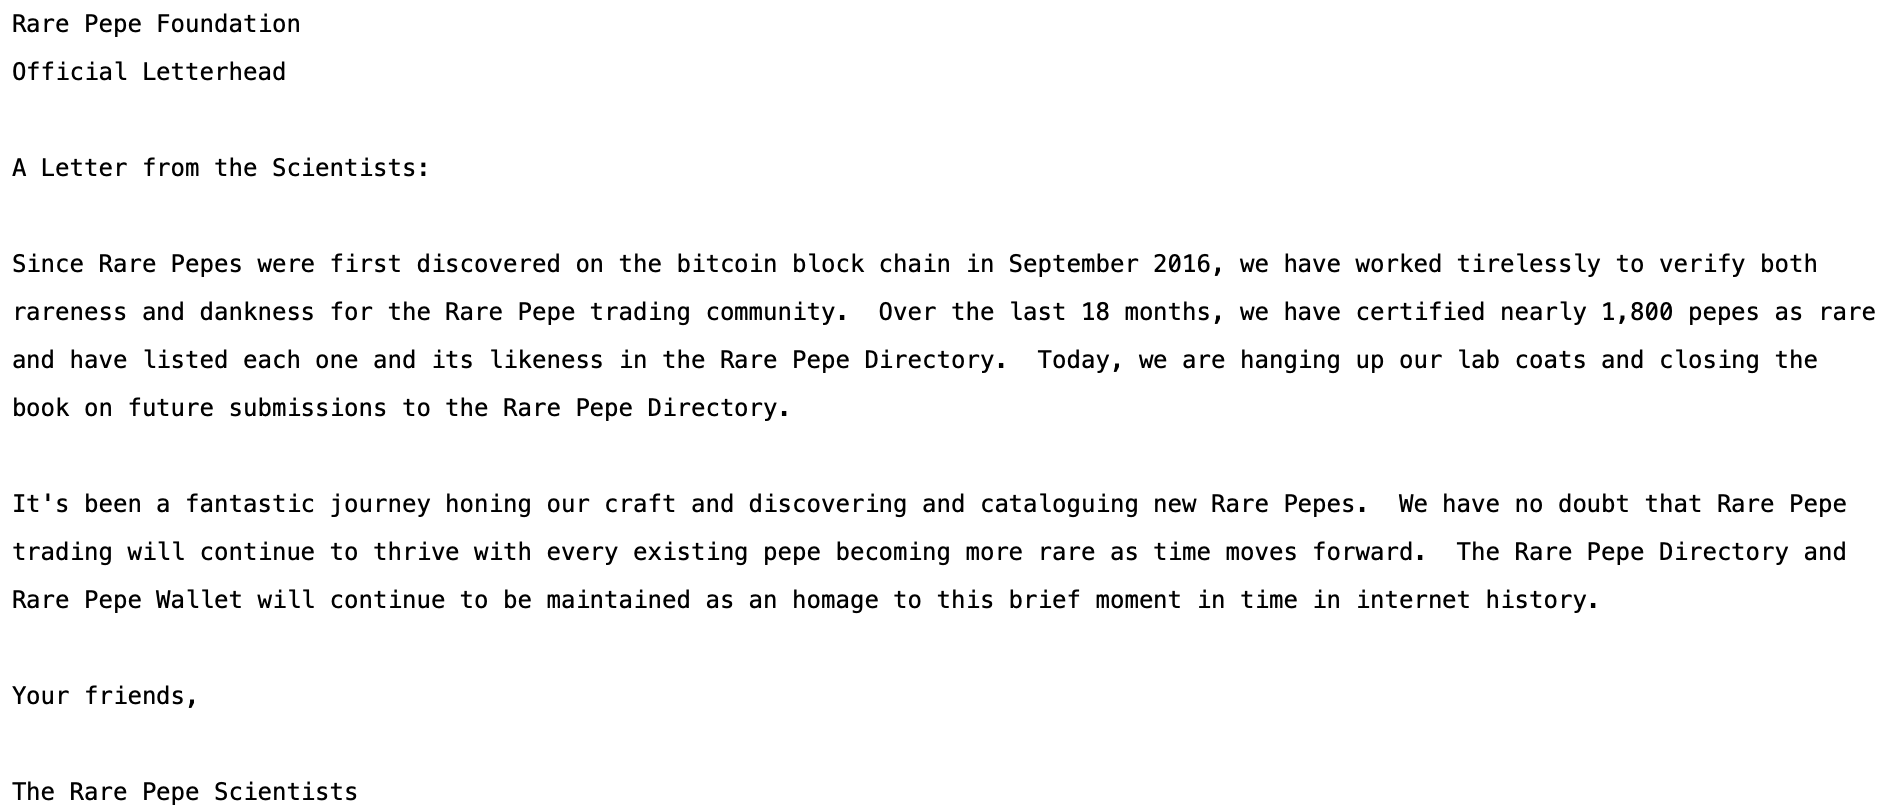 Rare Pepe Foundation
Official Letterhead
A Letter from the Scientists:
Since Rare Pepes were first discovered on the bitcoin block chain in September 2016, we have worked tirelessly to verify both
rareness and dankness for the Rare Pepe trading community.  Over the last 18 months, we have certified nearly 1,800 pepes as rare
and have listed each one and its likeness in the Rare Pepe Directory.  Today, we are hanging up our lab coats and closing the
book on future submissions to the Rare Pepe Directory.
It's been a fantastic journey honing our craft and discovering and cataloguing new Rare Pepes.  We have no doubt that Rare Pepe
trading will continue to thrive with every existing pepe becoming more rare as time moves forward.  The Rare Pepe Directory and
Rare Pepe Wallet will continue to be maintained as an homage to this brief moment in time in internet history.
Your friends,
The Rare Pepe Scientists